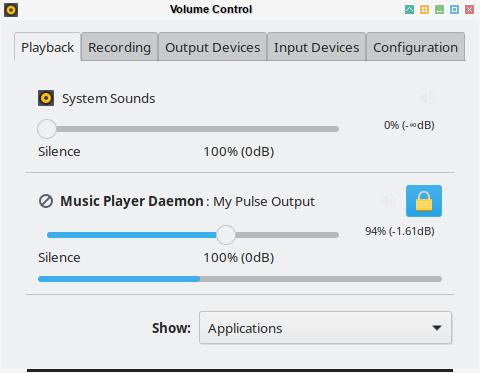 Volume Control
Playback Recording Output Devices Input Devices Configuration
System Sounds
0% (-∞dB)
Silence 100% (0dB)
Music Player Daemon : My Pulse Output
94% (-1.61dB)
Silence 100% (0dB)
Show: Applications